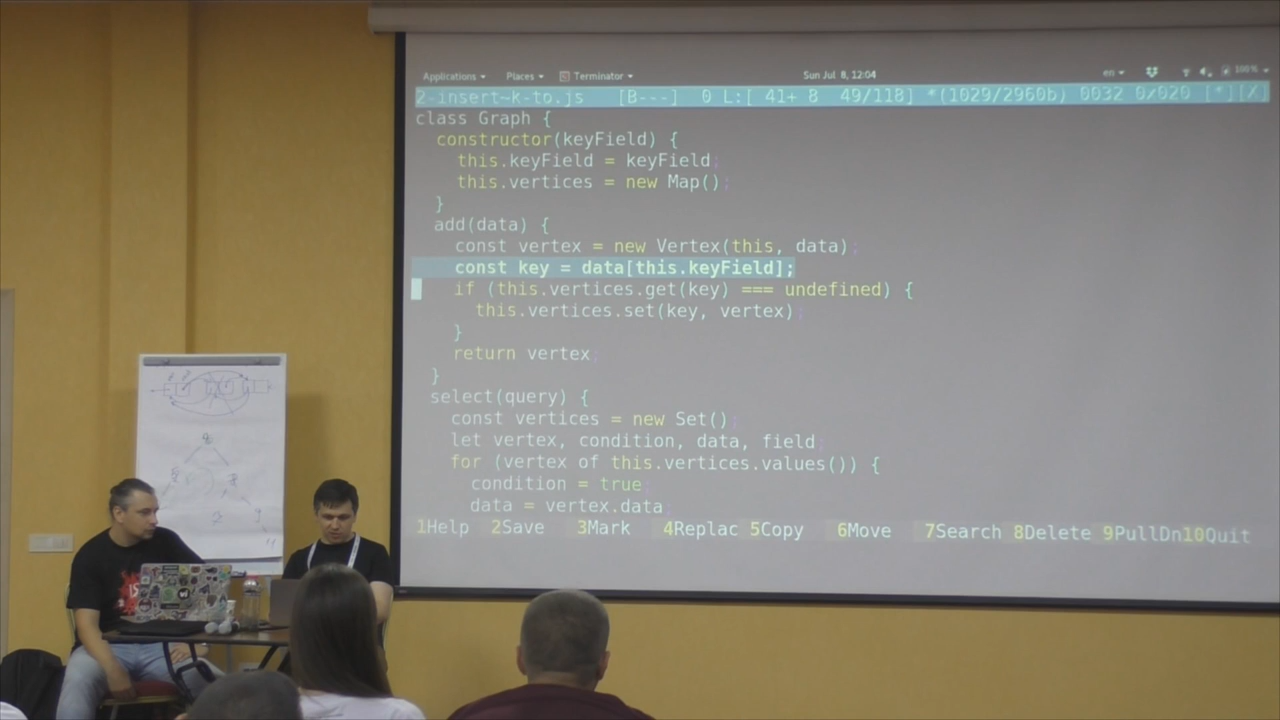 Applications Places Terminator Sun Jul 8, 12:04 en 100%
2-insert~k-to.js [B---] 0 L:[ 41+ 8 49/118] *(1029/2960b) 0032 0x020 [*][X]
class Graph {
constructor(keyField) {
this.keyField = keyField;
this.vertices = new Map();
}
add(data) {
const vertex = new Vertex(this, data);
const key = data[this.keyField];
if (this.vertices.get(key) === undefined) {
this.vertices.set(key, vertex);
}
return vertex;
}
select(query) {
const vertices = new Set();
let vertex, condition, data, field;
for (vertex of this.vertices.values()) {
condition = true;
data = vertex.data;
1Help 2Save 3Mark 4Replac 5Copy 6Move 7Search 8Delete 9PullDn 10Quit